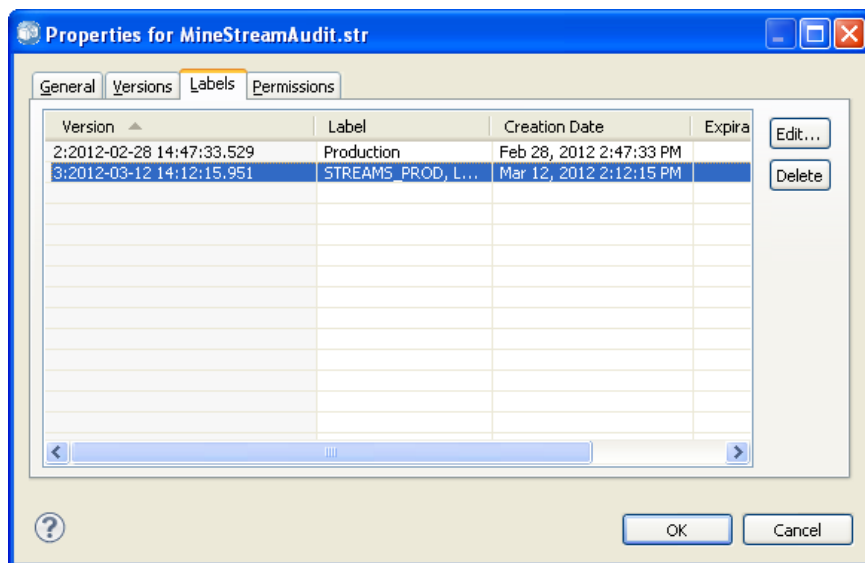 Properties for MineStreamAudit.str
General Versions Labels Permissions
Version Label Creation Date Expira
2:2012-02-28 14:47:33.529 Production Feb 28, 2012 2:47:33 PM
3:2012-03-12 14:12:15.951 STREAMS_PROD, L... Mar 12, 2012 2:12:15 PM
Edit...
Delete
?
OK Cancel